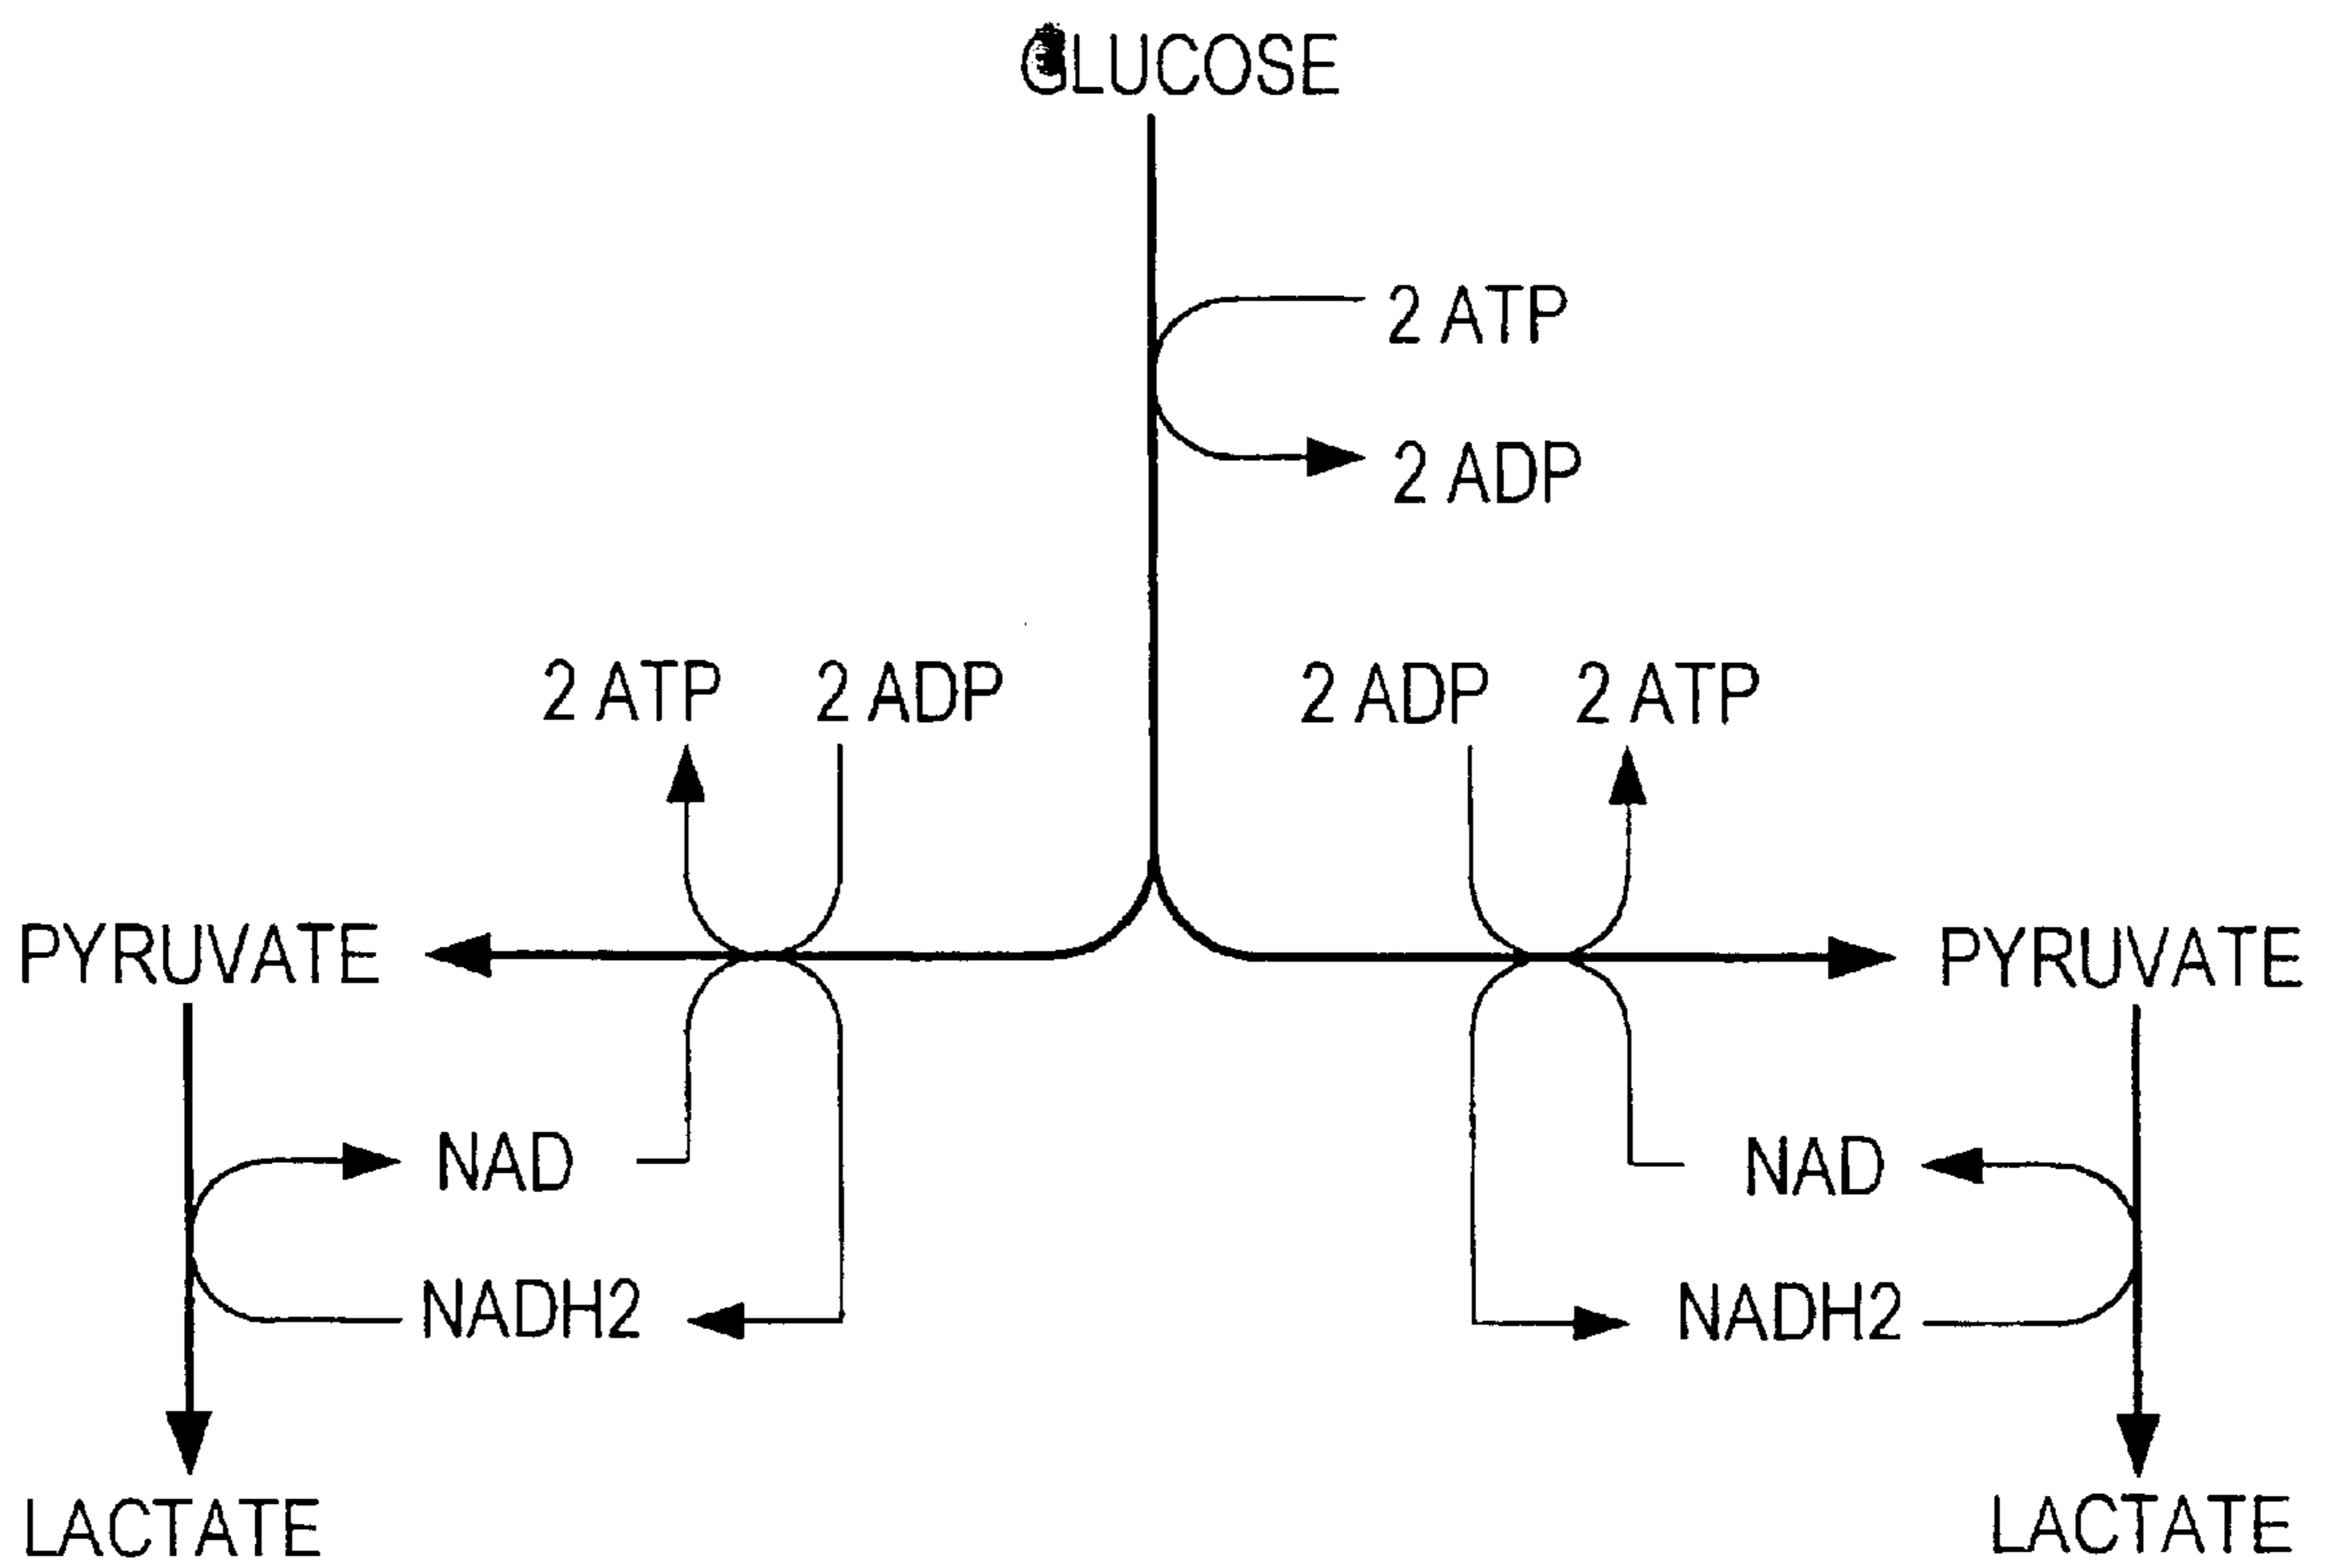 GLUCOSE
2 ATP
2 ADP
2 ATP 2 ADP 2 ADP 2 ATP
PYRUVATE PYRUVATE
NAD NAD
NADH2 NADH2
LACTATE LACTATE